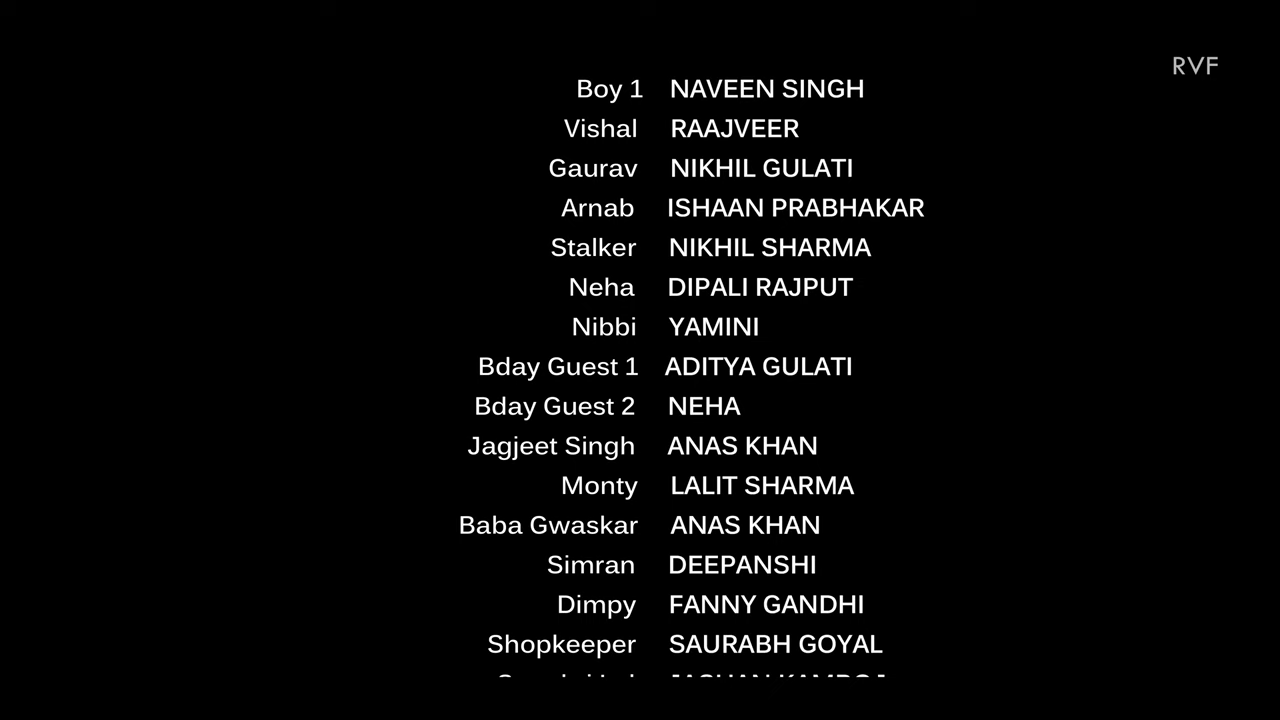 RVF
Boy 1 NAVEEN SINGH
Vishal RAAJVEER
Gaurav NIKHIL GULATI
Arnab ISHAAN PRABHAKAR
Stalker NIKHIL SHARMA
Neha DIPALI RAJPUT
Nibbi YAMINI
Bday Guest 1 ADITYA GULATI
Bday Guest 2 NEHA
Jagjeet Singh ANAS KHAN
Monty LALIT SHARMA
Baba Gwaskar ANAS KHAN
Simran DEEPANSHI
Dimpy FANNY GANDHI
Shopkeeper SAURABH GOYAL